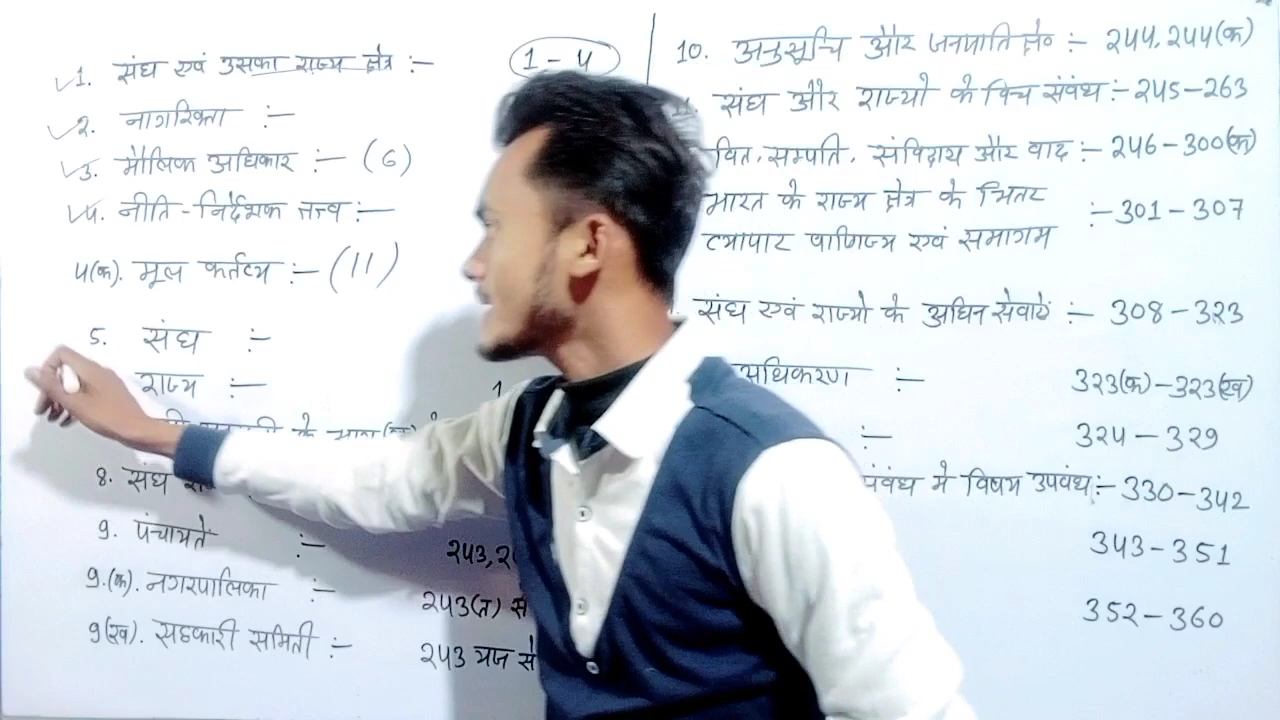 1. संघ एवं उसका राज्य क्षेत्र :- 1 - 4
2. नागरिक्ता :-
3. मौलिक अधिकार :- (6)
4. नीति - निर्देशक तत्त्व :-
4(क). मूल कर्तव्य :- (11)
5. संघ :-
राज्य :- 1
के भाग(ख)
8. संघ
9. पंचायते :- 243, 2
9.(क). नगरपालिका :- 243(त) से
9(ख). सहकारी समिती :- 243 यज से
10. अनुसूचि और जनजाति क्षे० :- 244, 244(क)
संघ और राज्यो के विच संबंध :- 245-263
वित, सम्पति, संविदाय और वाद :- 246-300(क)
भारत के राज्य क्षेत्र के भितर
व्यापार वाणिज्य एवं समागम :- 301 - 307
संघ एवं राज्यो के अधिन सेवायें :- 308 - 323
अधिकरण :- 323(क) - 323(ख)
:- 324 - 329
संबंध मे विषय उपबंध :- 330 - 342
343 - 351
352 - 360